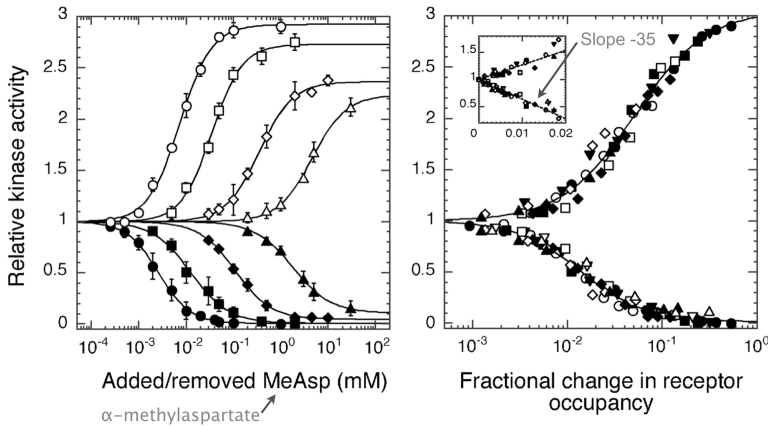 Relative kinase activity
3
2.5
2
1.5
1
0.5
0
10⁻⁴ 10⁻³ 10⁻² 10⁻¹ 10⁰ 10¹ 10²
Added/removed MeAsp (mM)
α-methylaspartate
3
2.5
2
1.5
1
0.5
0
1.5
1.0
0.5
0 0.01 0.02
Slope -35
10⁻³ 10⁻² 10⁻¹ 10⁰
Fractional change in receptor
occupancy